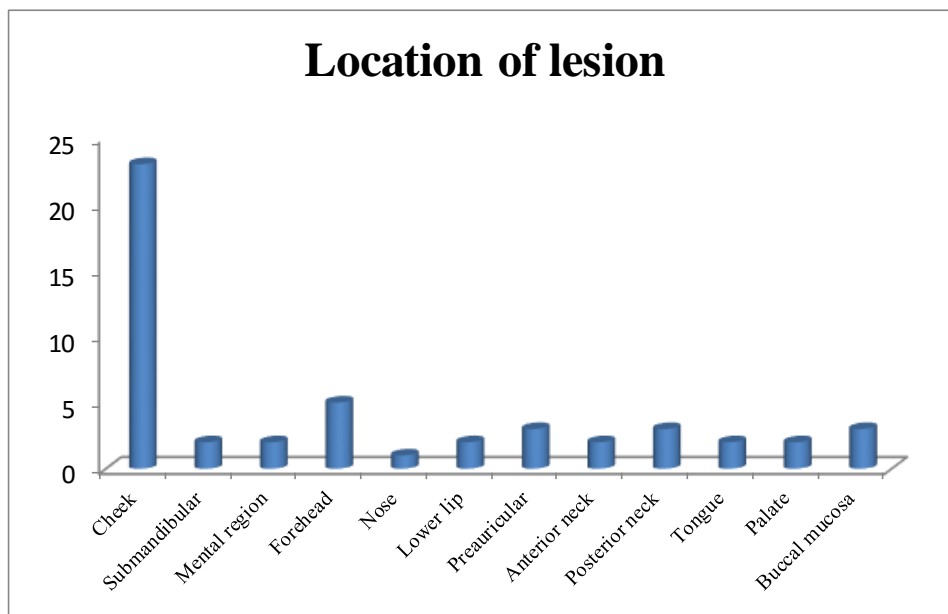 Location of lesion
25
20
15
10
5
0
Cheek
Submandibular
Mental region
Forehead
Nose
Lower lip
Preauricular
Anterior neck
Posterior neck
Tongue
Palate
Buccal mucosa